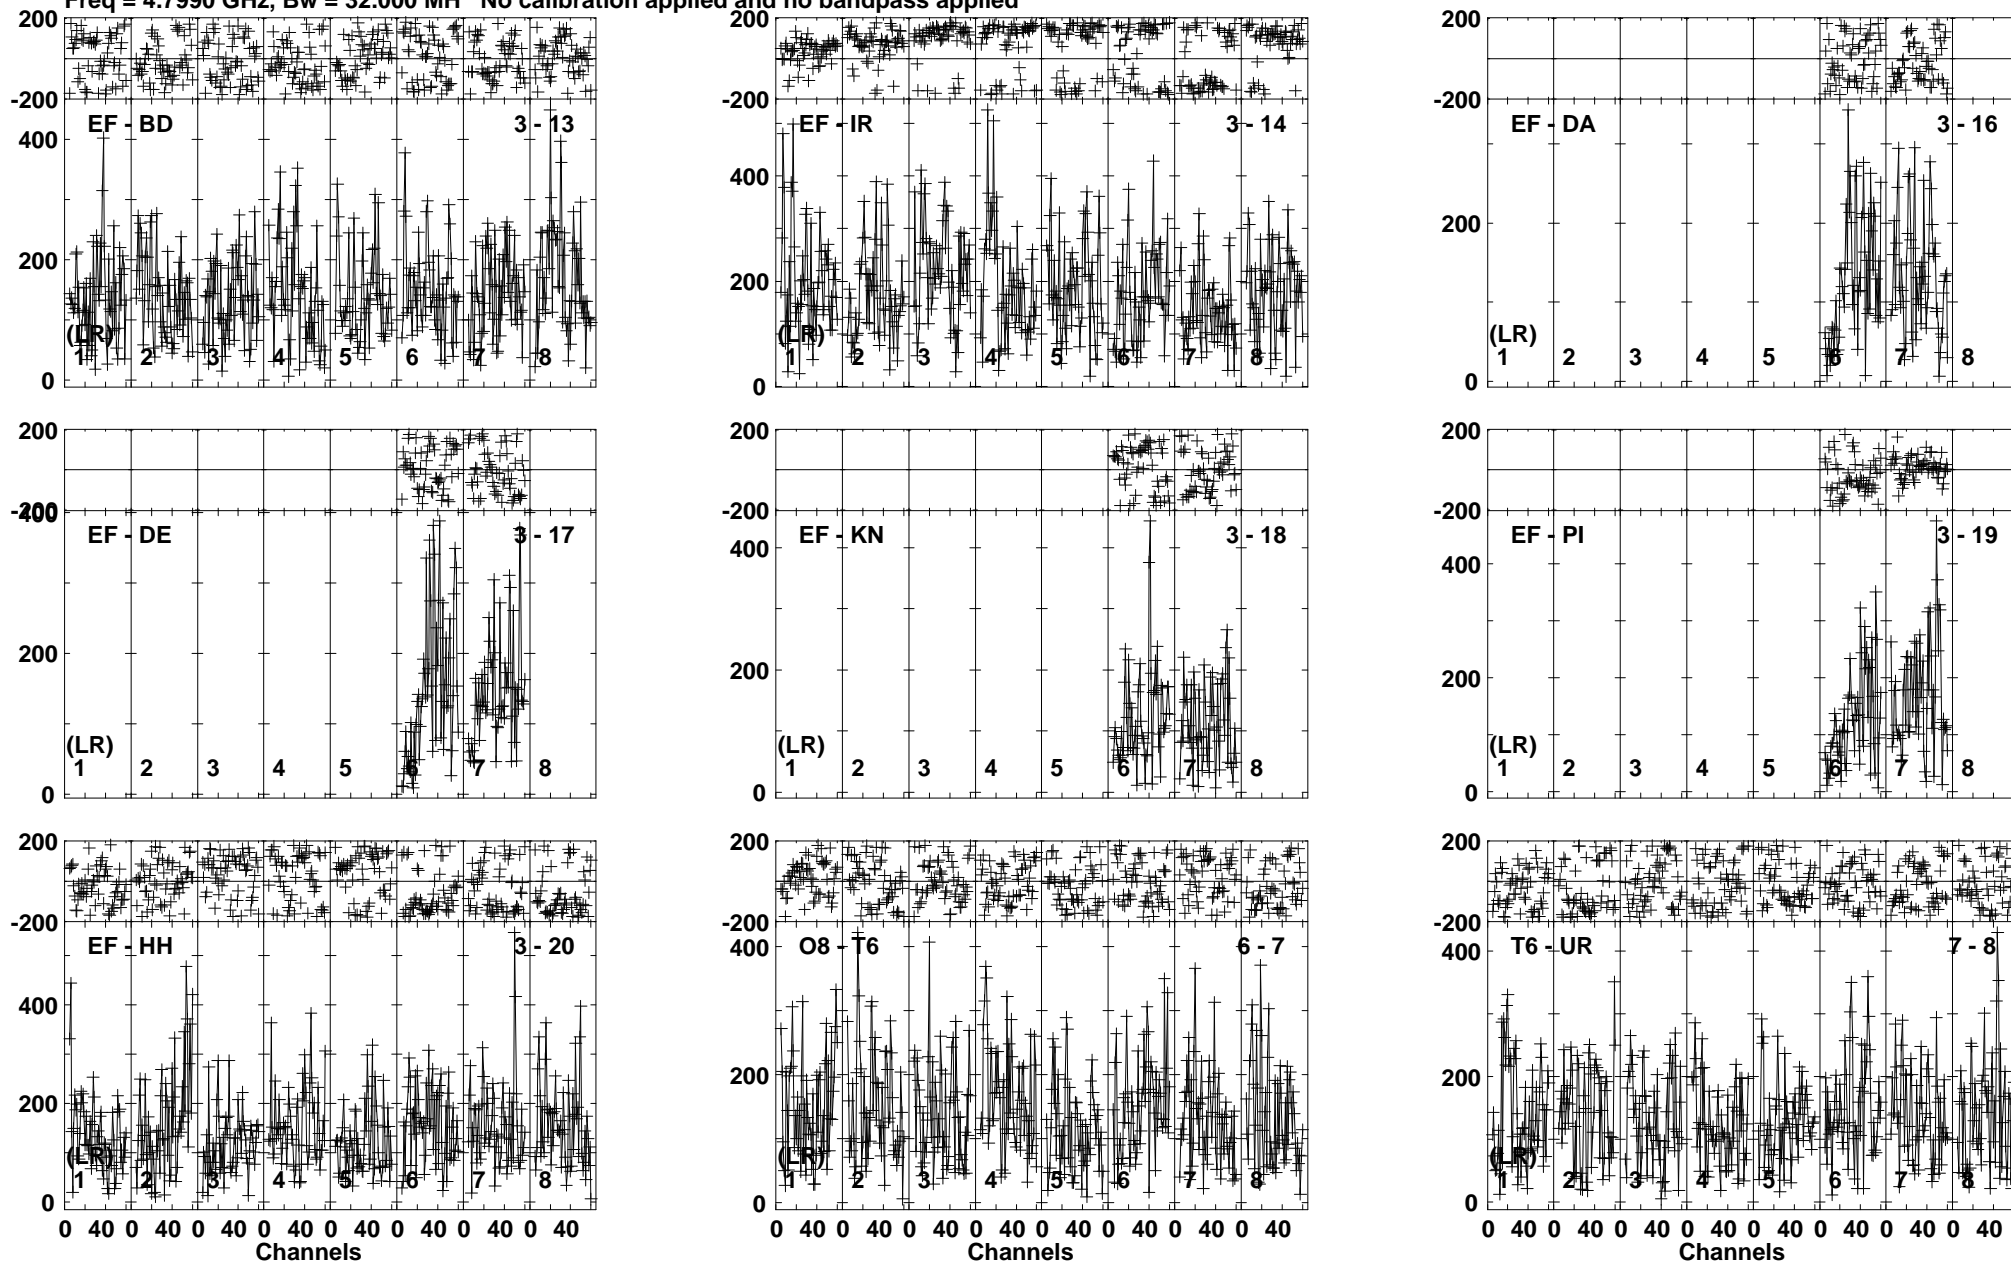 Freq = 4.7990 GHz, Bw = 32.000 MH No calibration applied and no bandpass applied
200
-200
EF - BD 3 - 13
400
200
0
(LR)
1 2 3 4 5 6 7 8
200
-200
EF - IR 3 - 14
400
200
0
(LR)
1 2 3 4 5 6 7 8
200
-200
EF - DA 3 - 16
200
0
(LR)
1 2 3 4 5 6 7 8
200
-200
400
EF - DE 3 - 17
200
0
(LR)
1 2 3 4 5 6 7 8
200
-200
EF - KN 3 - 18
400
200
0
(LR)
1 2 3 4 5 6 7 8
200
-200
EF - PI 3 - 19
400
200
0
(LR)
1 2 3 4 5 6 7 8
200
-200
EF - HH 3 - 20
400
200
0
(LR)
1 2 3 4 5 6 7 8
0 40 0 40 0 40 0 40 0 40 0 40 0 40 0 40
Channels
200
-200
O8 - T6 6 - 7
400
200
0
(LR)
1 2 3 4 5 6 7 8
0 40 0 40 0 40 0 40 0 40 0 40 0 40 0 40
Channels
200
-200
T6 - UR 7 - 8
400
200
0
(LR)
1 2 3 4 5 6 7 8
0 40 0 40 0 40 0 40 0 40 0 40 0 40 0 40
Channels